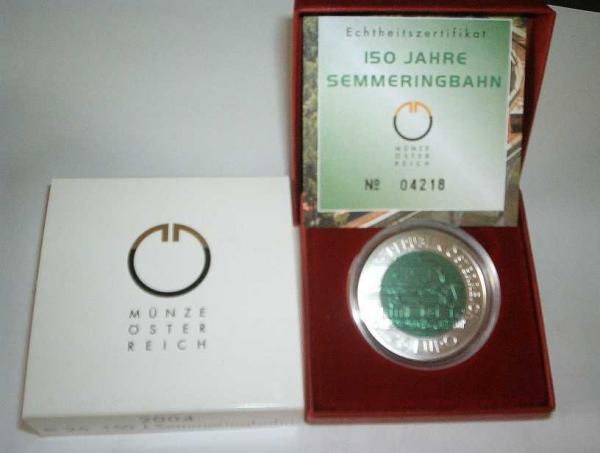 Echtheitszertifikat
150 JAHRE
SEMMERINGBAHN
MÜNZE
ÖSTER
REICH
Nº 04218
MÜNZE
ÖSTER
REICH
2004